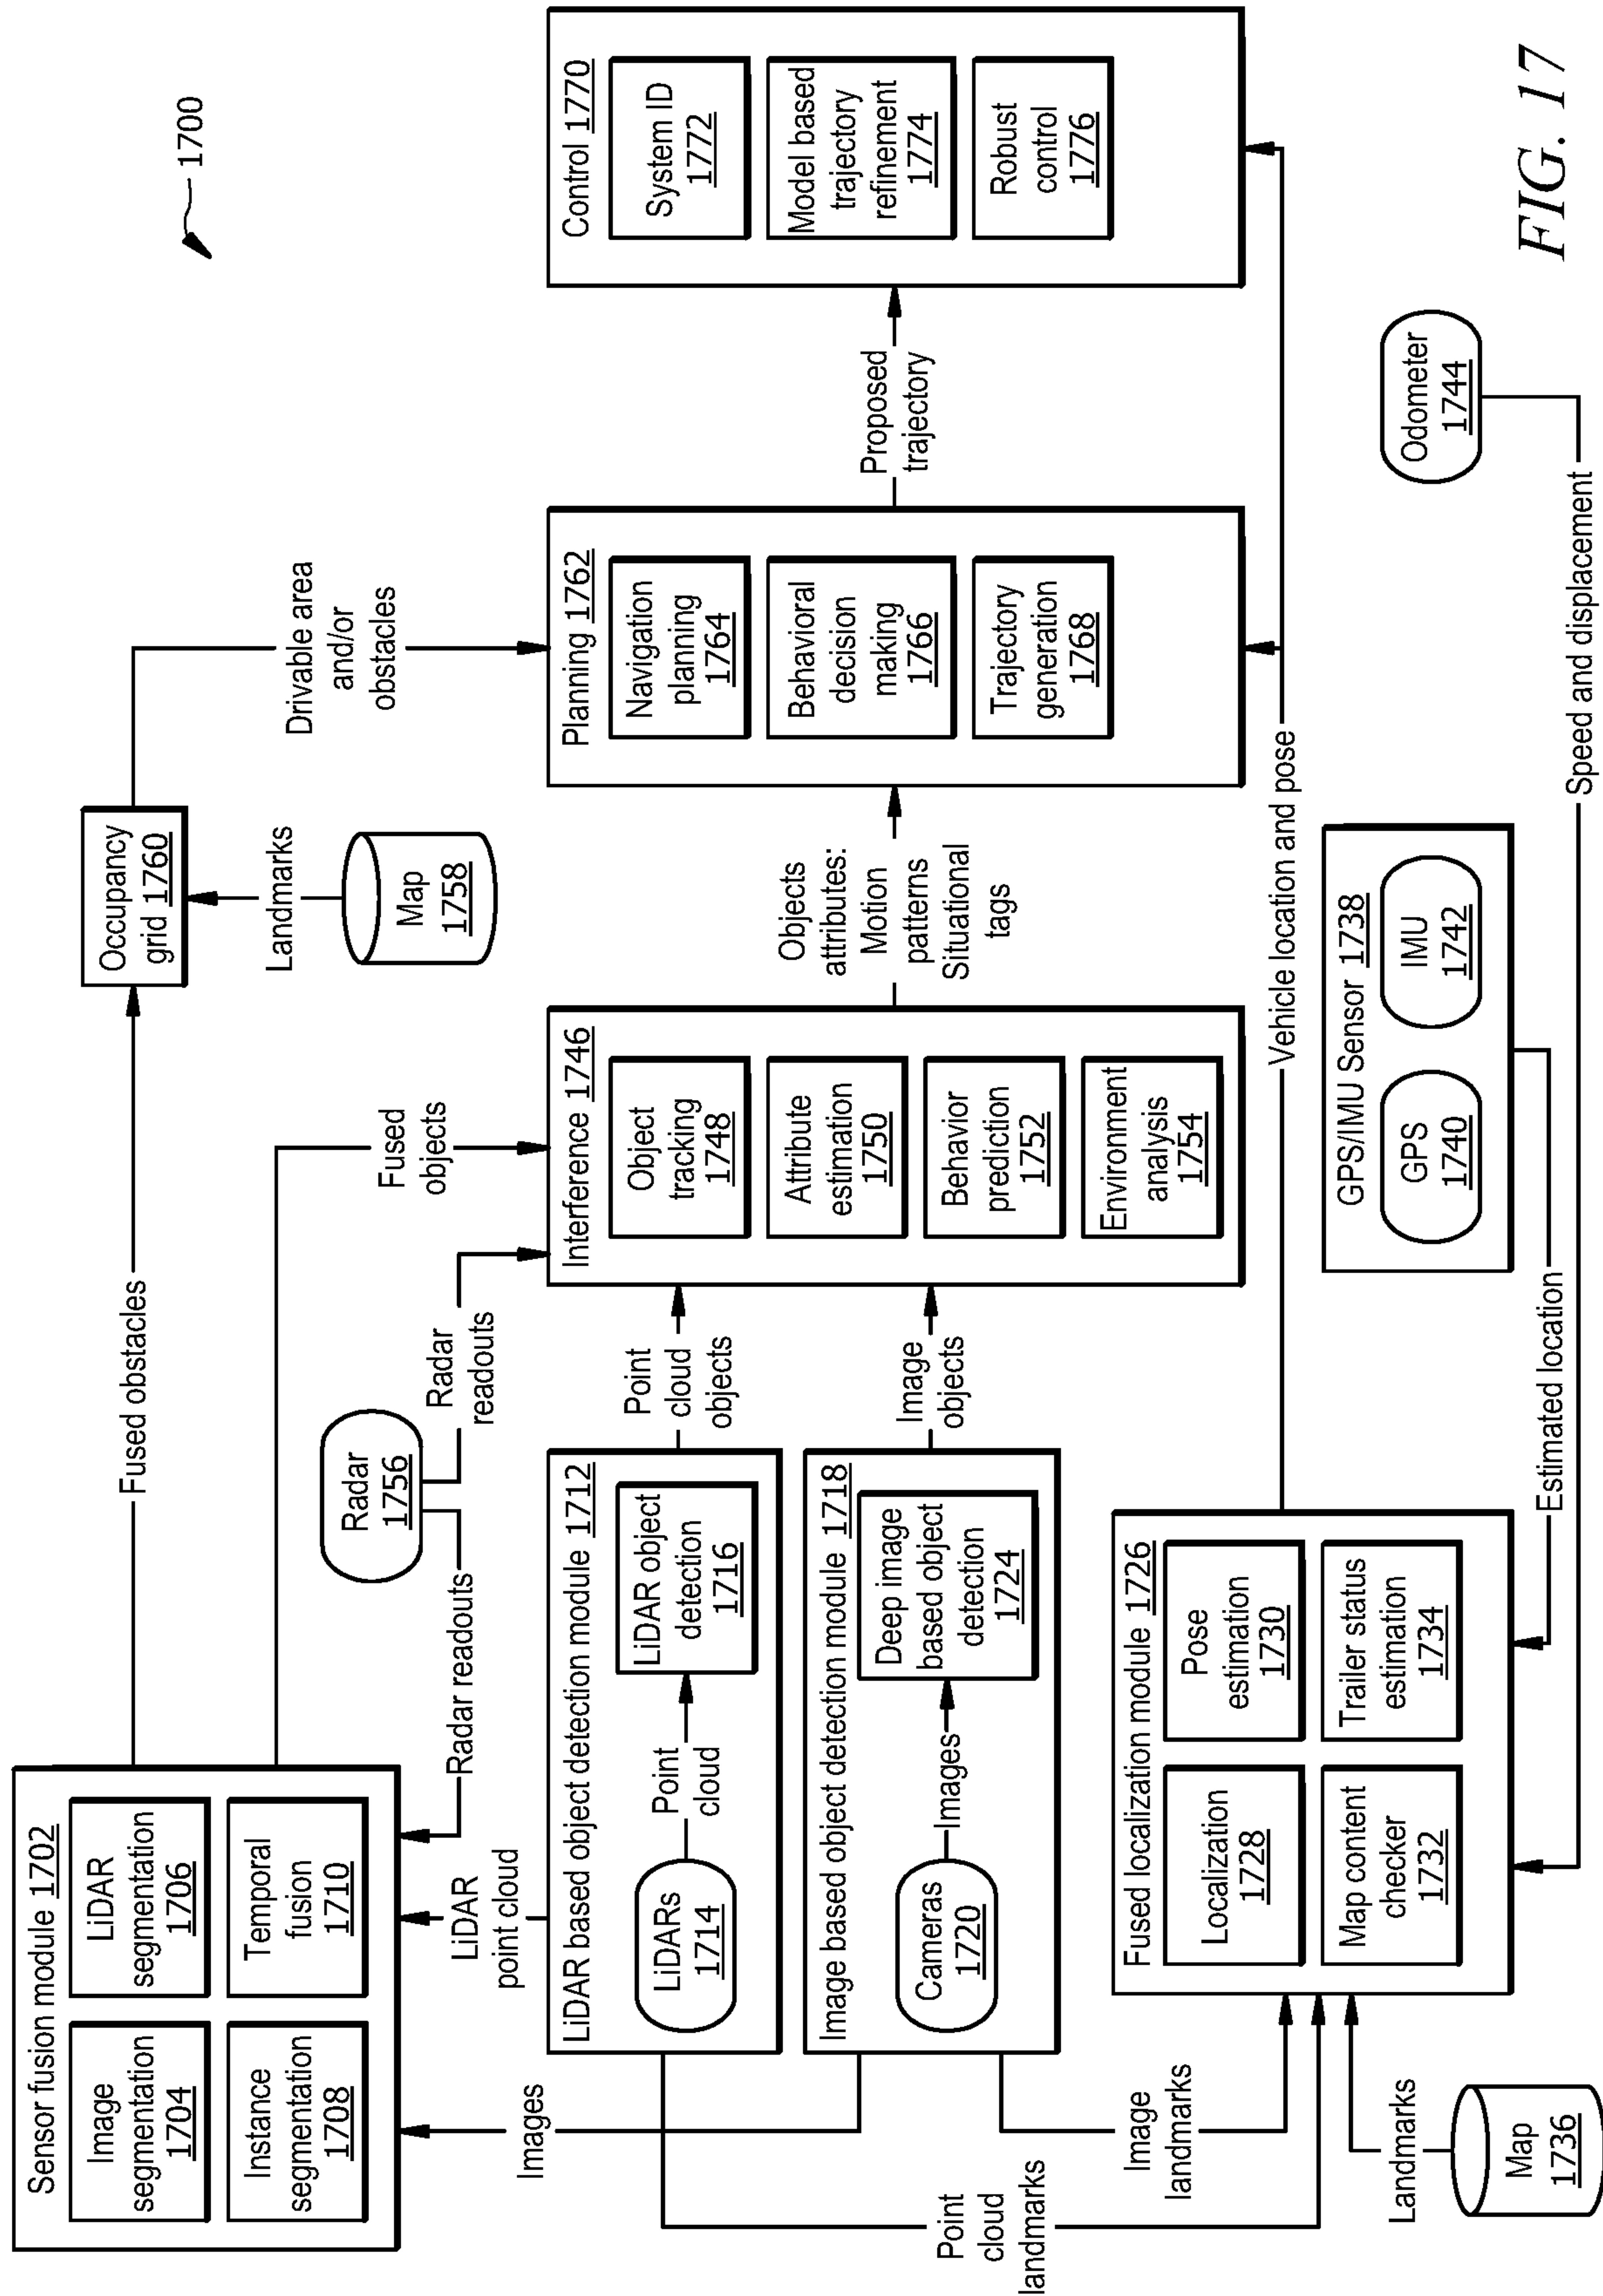 1700
Sensor fusion module 1702
Image
segmentation
1704
LiDAR
segmentation
1706
Instance
segmentation
1708
Temporal
fusion
1710
Fused obstacles
Occupancy
grid 1760
Landmarks
Map
1758
Drivable area
and/or
obstacles
Fused
objects
Radar
1756
Radar readouts
Radar
readouts
Images
LiDAR
point cloud
LiDAR based object detection module 1712
LiDARs
1714
Point
cloud
LiDAR object
detection
1716
Point
cloud
objects
Image based object detection module 1718
Cameras
1720
Images
Deep image
based object
detection
1724
Image
objects
Interference 1746
Object
tracking
1748
Attribute
estimation
1750
Behavior
prediction
1752
Environment
analysis
1754
Objects
attributes:
Motion
patterns
Situational
tags
Planning 1762
Navigation
planning
1764
Behavioral
decision
making
1766
Trajectory
generation
1768
Proposed
trajectory
Control 1770
System ID
1772
Model based
trajectory
refinement
1774
Robust
control
1776
Point
cloud
landmarks
Image
landmarks
Landmarks
Map
1736
Fused localization module 1726
Localization
1728
Pose
estimation
1730
Map content
checker
1732
Trailer status
estimation
1734
Vehicle location and pose
Estimated location
GPS/IMU Sensor 1738
GPS
1740
IMU
1742
Odometer
1744
Speed and displacement
FIG. 17